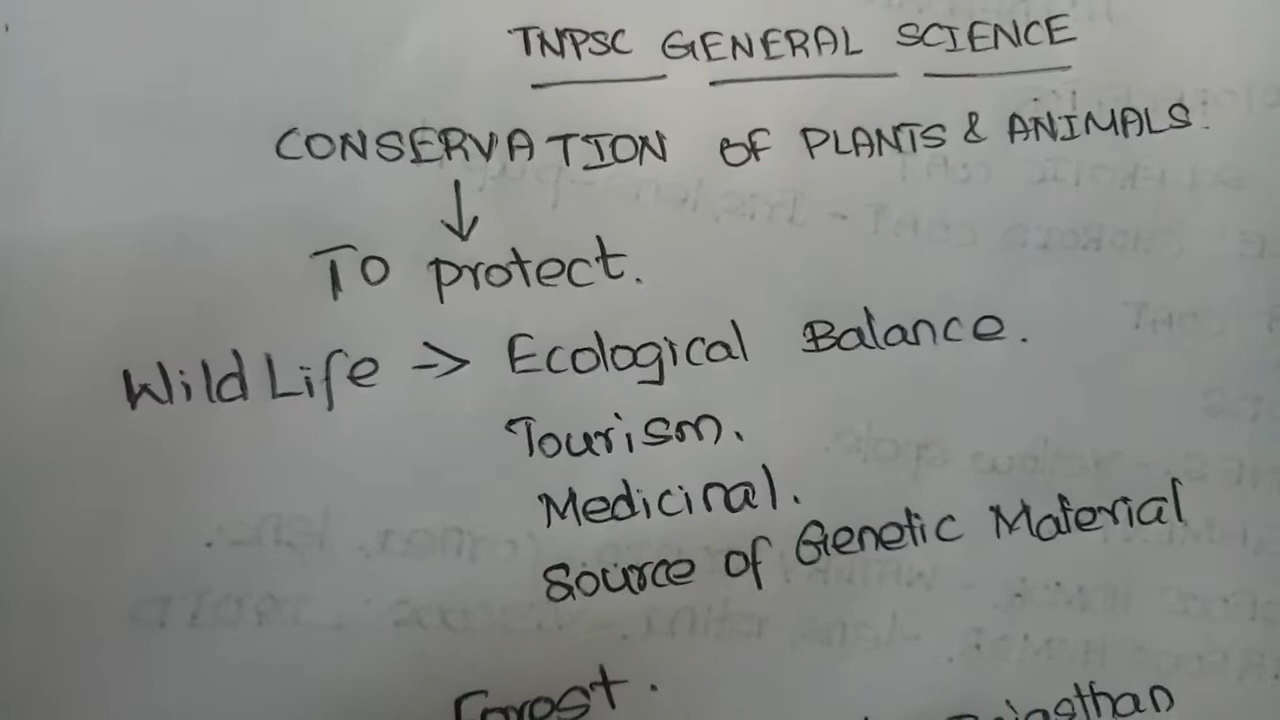 TNPSC GENERAL SCIENCE
CONSERVATION OF PLANTS & ANIMALS.
↓
To protect.
Wild Life → Ecological Balance.
Tourism.
Medicinal.
Source of Genetic Material
Forest.